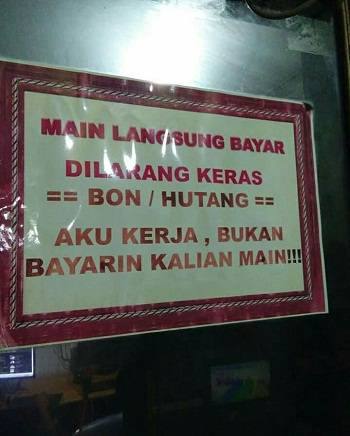 MAIN LANGSUNG BAYAR
DILARANG KERAS
== BON / HUTANG ==
AKU KERJA , BUKAN
BAYARIN KALIAN MAIN!!!